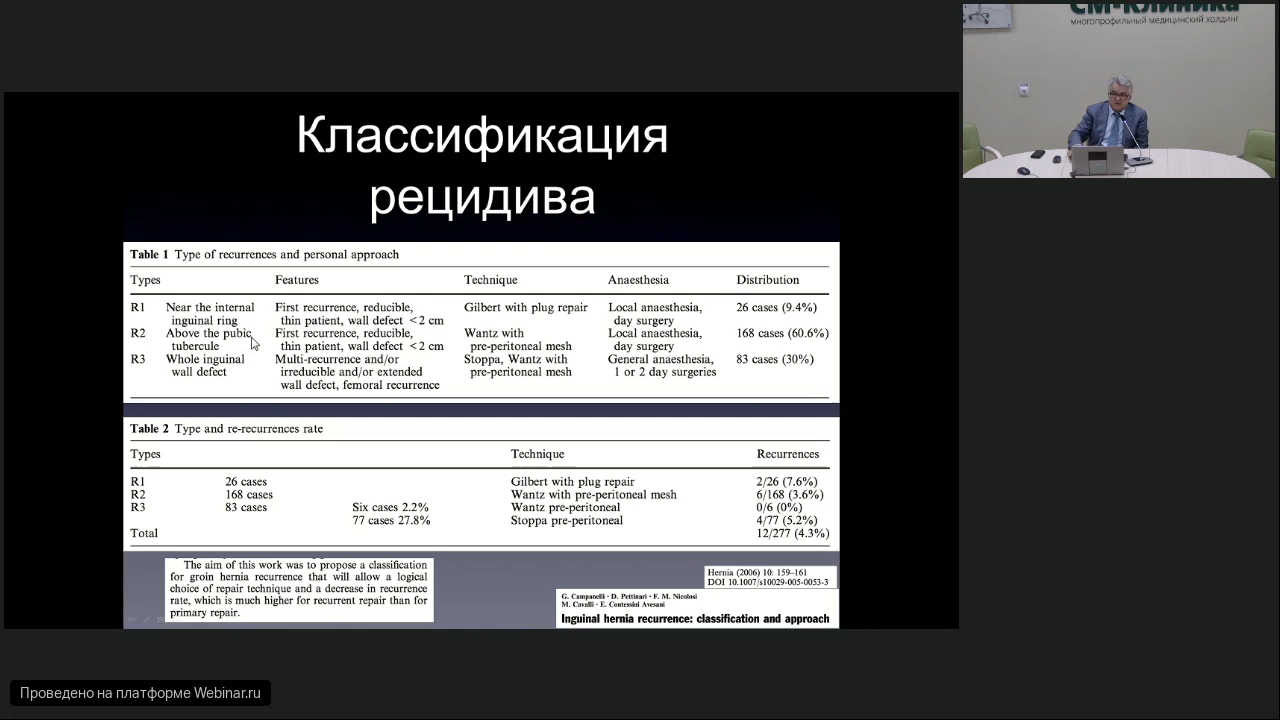 СМ-Клиника
многопрофильный медицинский холдинг
Классификация
рецидива
Table 1 Type of recurrences and personal approach
Types Features Technique Anaesthesia Distribution
R1 Near the internal First recurrence, reducible, Gilbert with plug repair Local anaesthesia, 26 cases (9.4%)
inguinal ring thin patient, wall defect <2 cm day surgery
R2 Above the pubic First recurrence, reducible, Wantz with Local anaesthesia, 168 cases (60.6%)
tubercule thin patient, wall defect <2 cm pre-peritoneal mesh day surgery
R3 Whole inguinal Multi-recurrence and/or Stoppa, Wantz with General anaesthesia, 83 cases (30%)
wall defect irreducible and/or extended pre-peritoneal mesh 1 or 2 day surgeries
wall defect, femoral recurrence
Table 2 Type and re-recurrences rate
Types Technique Recurrences
R1 26 cases Gilbert with plug repair 2/26 (7.6%)
R2 168 cases Wantz with pre-peritoneal mesh 6/168 (3.6%)
R3 83 cases Six cases 2.2% Wantz pre-peritoneal 0/6 (0%)
77 cases 27.8% Stoppa pre-peritoneal 4/77 (5.2%)
Total 12/277 (4.3%)
The aim of this work was to propose a classification
for groin hernia recurrence that will allow a logical
choice of repair technique and a decrease in recurrence
rate, which is much higher for recurrent repair than for
primary repair.
Hernia (2006) 10: 159–161
DOI 10.1007/s10029-005-0053-3
G. Campanelli · D. Pettinari · F. M. Nicolosi
M. Cavalli · E. Contessini Avesani
Inguinal hernia recurrence: classification and approach
Проведено на платформе Webinar.ru